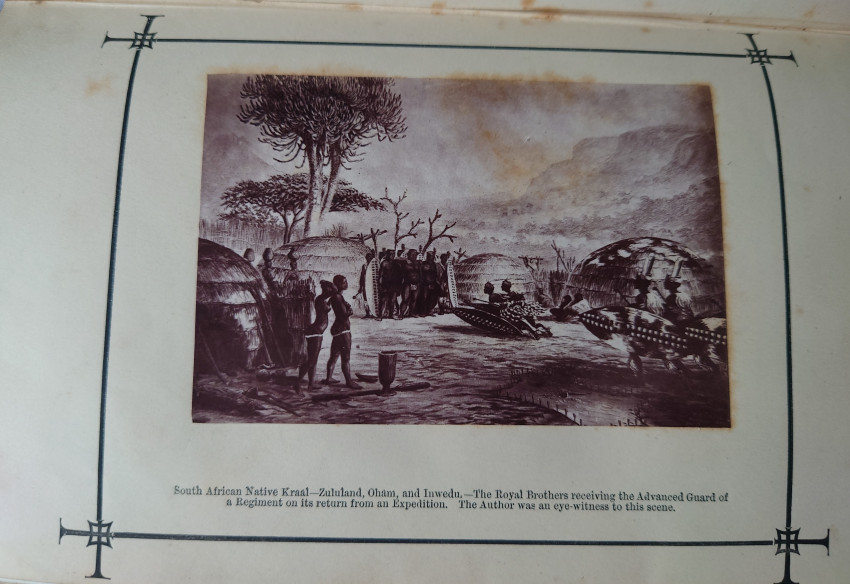 South African Native Kraal—Zululand, Oham, and Inwedu.—The Royal Brothers receiving the Advanced Guard of
a Regiment on its return from an Expedition. The Author was an eye-witness to this scene.